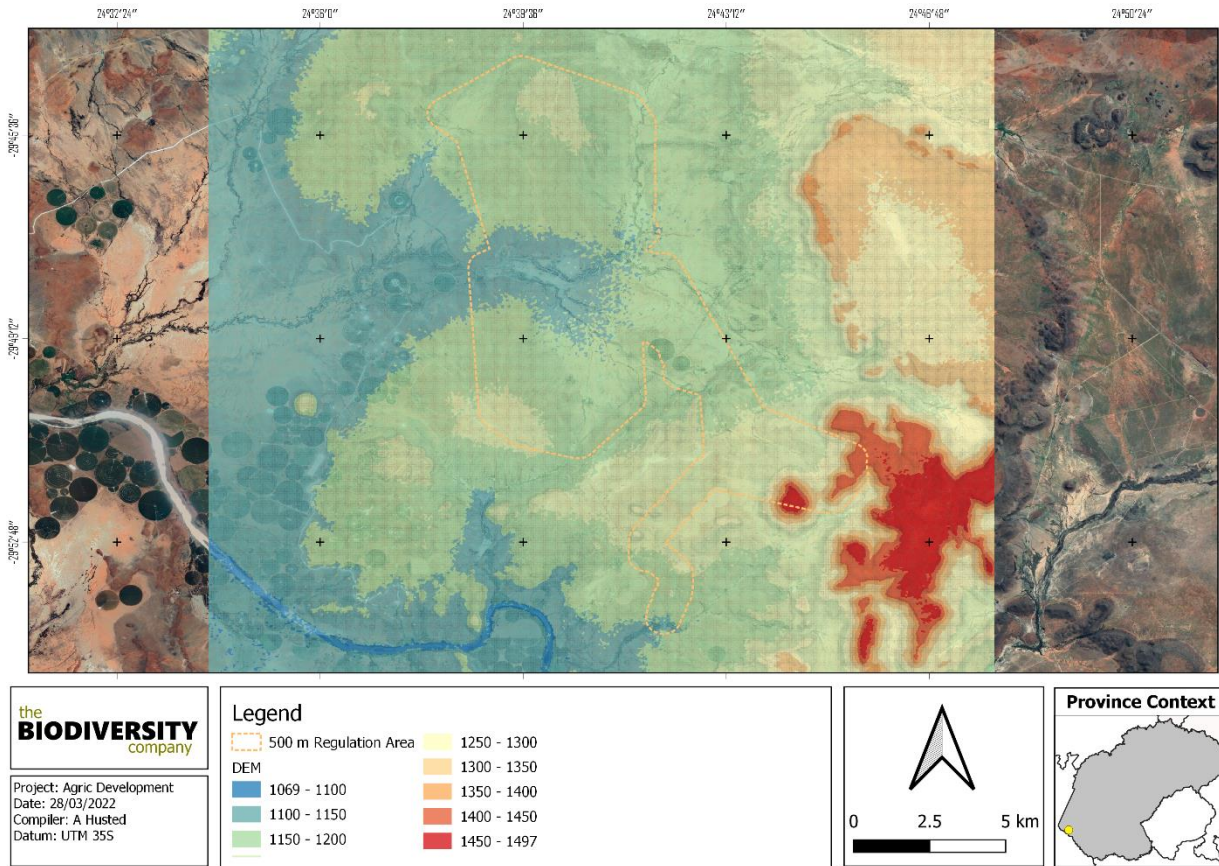 24°32'24'' 24°36'0'' 24°39'36'' 24°43'12'' 24°46'48'' 24°50'24''
-29°45'36''
-29°49'12''
-29°52'48''
the
BIODIVERSITY
company
Project: Agric Development
Date: 28/03/2022
Compiler: A Husted
Datum: UTM 35S
Legend
500 m Regulation Area
DEM
1069 - 1100
1100 - 1150
1150 - 1200
1250 - 1300
1300 - 1350
1350 - 1400
1400 - 1450
1450 - 1497
0 2.5 5 km
Province Context